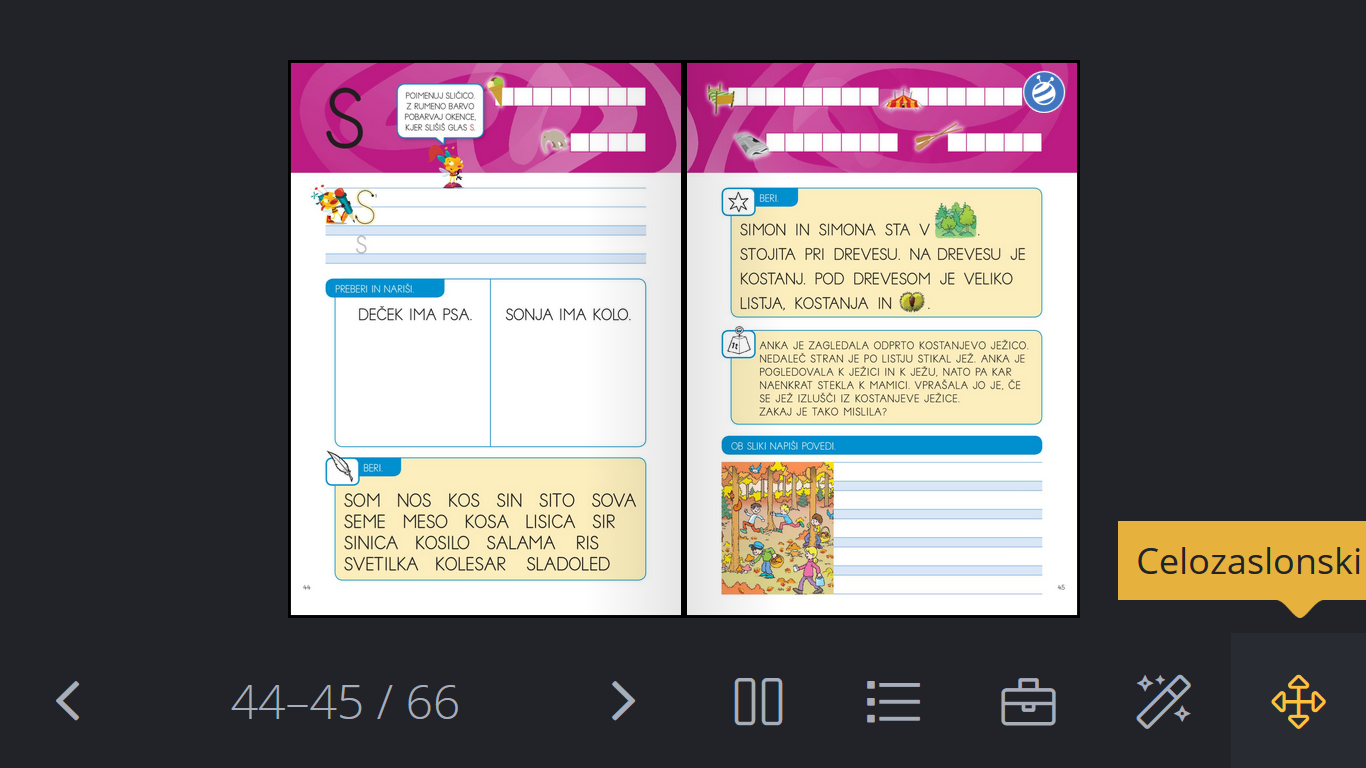 S
POIMENUJ SLIČICO.
Z RUMENO BARVO
POBARVAJ OKENCE,
KJER SLIŠIŠ GLAS S.
S
S
PREBERI IN NARIŠI.
DEČEK IMA PSA.
SONJA IMA KOLO.
BERI.
SOM NOS KOS SIN SITO SOVA
SEME MESO KOSA LISICA SIR
SINICA KOSILO SALAMA RIS
SVETILKA KOLESAR SLADOLED
44
BERI.
SIMON IN SIMONA STA V .
STOJITA PRI DREVESU. NA DREVESU JE
KOSTANJ. POD DREVESOM JE VELIKO
LISTJA, KOSTANJA IN .
1t
ANKA JE ZAGLEDALA ODPRTO KOSTANJEVO JEŽICO.
NEDALEČ STRAN JE PO LISTJU STIKAL JEŽ. ANKA JE
POGLEDOVALA K JEŽICI IN K JEŽU, NATO PA KAR
NAENKRAT STEKLA K MAMICI. VPRAŠALA JO JE, ČE
SE JEŽ IZLUŠČI IZ KOSTANJEVE JEŽICE.
ZAKAJ JE TAKO MISLILA?
OB SLIKI NAPIŠI POVEDI.
45
Celozaslonski
44–45 / 66